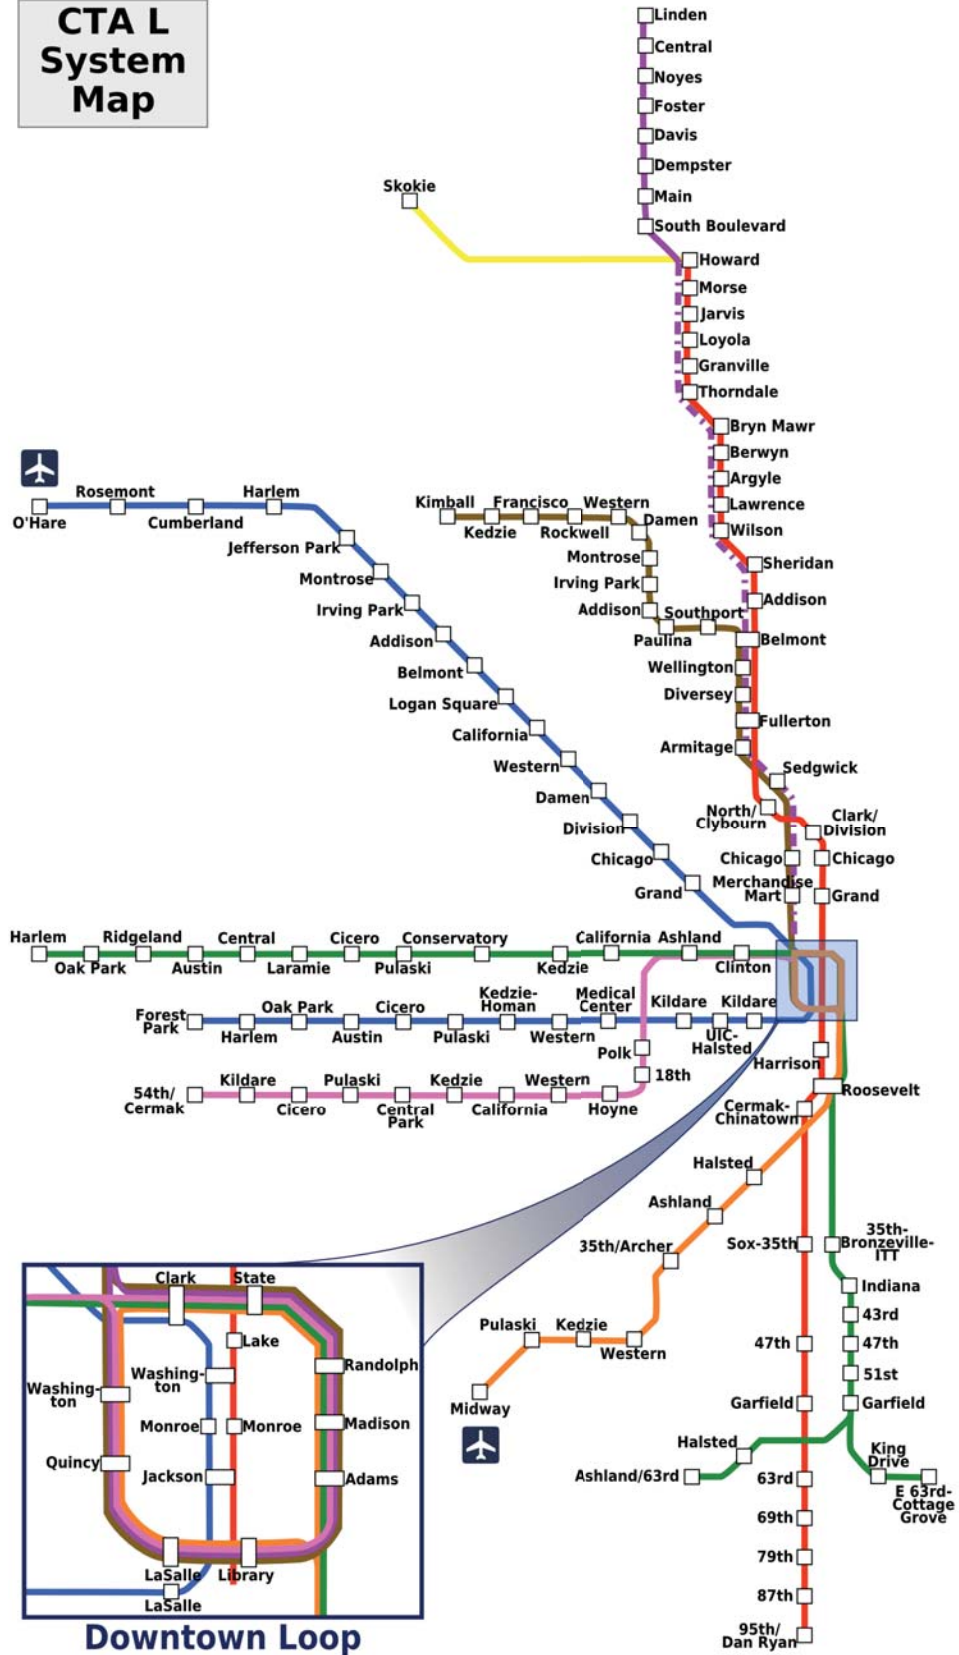 CTA L
System
Map
Linden
Central
Noyes
Foster
Davis
Dempster
Main
South Boulevard
Skokie
Howard
Morse
Jarvis
Loyola
Granville
Thorndale
Bryn Mawr
Berwyn
Argyle
Lawrence
Wilson
Sheridan
Addison
Belmont
Fullerton
North/
Clybourn
Clark/
Division
Chicago
Grand
Harrison
Roosevelt
Cermak-
Chinatown
Sox-35th
47th
Garfield
63rd
69th
79th
87th
95th/
Dan Ryan
Kimball
Kedzie
Francisco
Rockwell
Western
Damen
Montrose
Irving Park
Addison
Paulina
Southport
Wellington
Diversey
Armitage
Sedgwick
Chicago
Merchandise
Mart
O'Hare
Rosemont
Cumberland
Harlem
Jefferson Park
Montrose
Irving Park
Addison
Belmont
Logan Square
California
Western
Damen
Division
Chicago
Grand
Harlem
Oak Park
Ridgeland
Austin
Central
Laramie
Cicero
Pulaski
Conservatory
Kedzie
California
Ashland
Clinton
Forest
Park
Harlem
Oak Park
Austin
Cicero
Pulaski
Kedzie-
Homan
Western
Medical
Center
Kildare
UIC-
Halsted
Kildare
54th/
Cermak
Kildare
Cicero
Pulaski
Central
Park
Kedzie
California
Western
Hoyne
18th
Polk
Halsted
Ashland
35th/Archer
Western
Kedzie
Pulaski
Midway
35th-
Bronzeville-
IIT
Indiana
43rd
47th
51st
Garfield
Halsted
Ashland/63rd
King
Drive
E 63rd-
Cottage
Grove
Clark
State
Lake
Randolph
Washing-
ton
Washing-
ton
Monroe
Monroe
Madison
Quincy
Jackson
Adams
LaSalle
Library
LaSalle
Downtown Loop